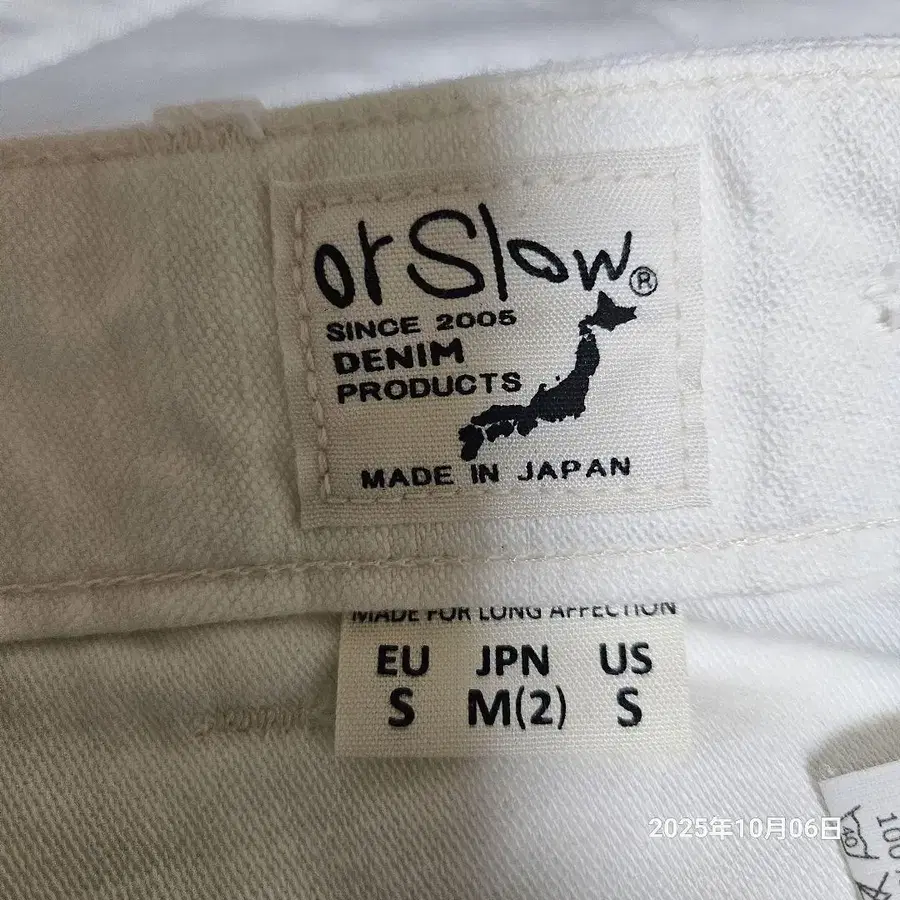 orSlow®
SINCE 2005
DENIM
PRODUCTS
MADE IN JAPAN
MADE FOR LONG AFFECTION
EU JPN US
S M(2) S
2025年10月06日
40